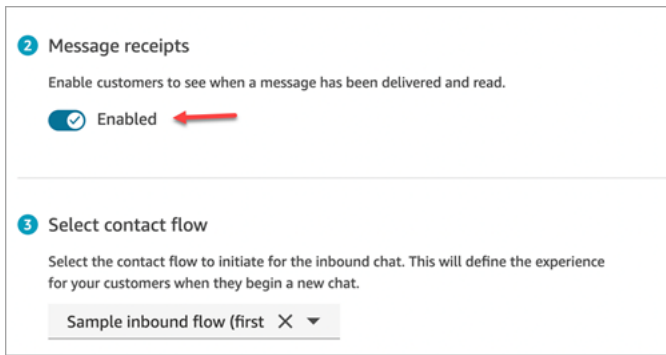 2 Message receipts
Enable customers to see when a message has been delivered and read.
Enabled
3 Select contact flow
Select the contact flow to initiate for the inbound chat. This will define the experience
for your customers when they begin a new chat.
Sample inbound flow (first